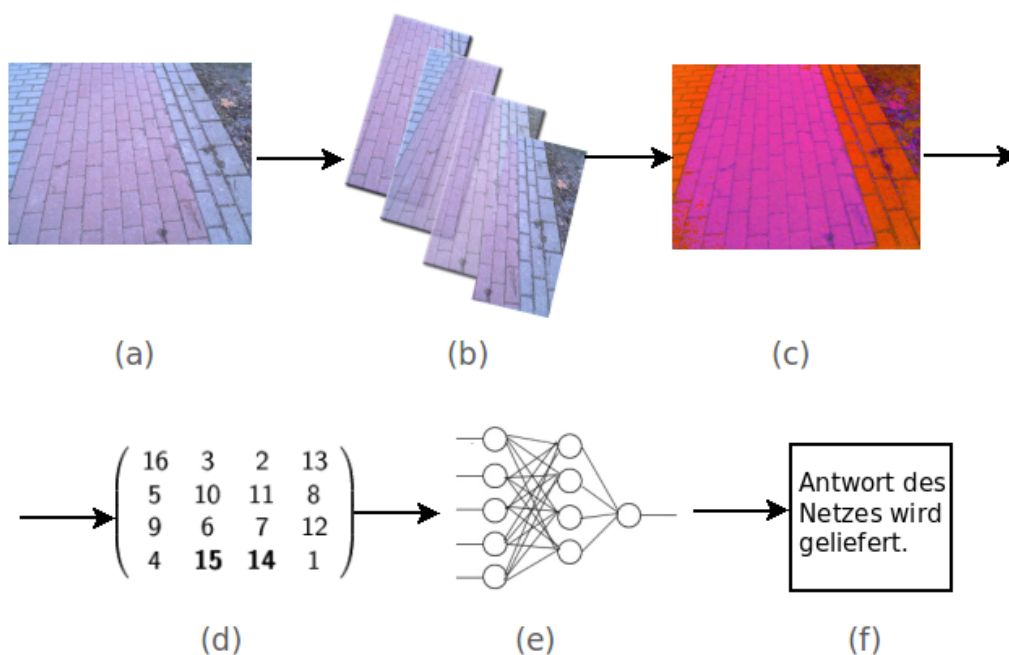 (a)
(b)
(c)
16 3 2 13
5 10 11 8
9 6 7 12
4 15 14 1
Antwort des
Netzes wird
geliefert.
(d)
(e)
(f)